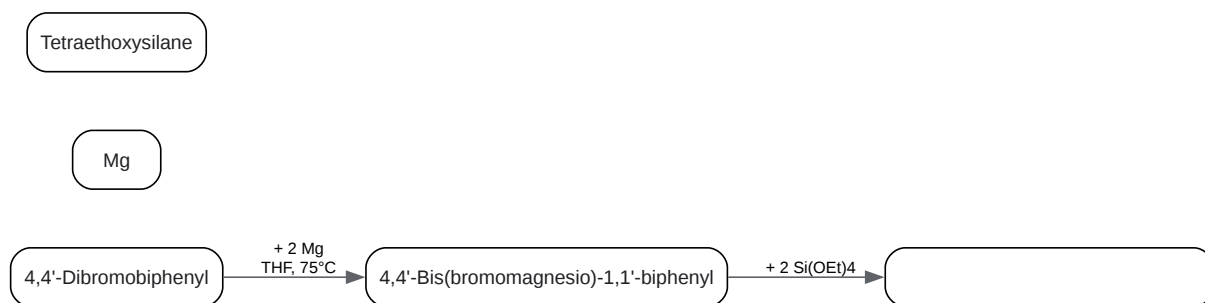 Tetraethoxysilane
Mg
+ 2 Mg
THF, 75°C
4,4'-Dibromobiphenyl
4,4'-Bis(bromomagnesio)-1,1'-biphenyl
+ 2 Si(OEt)4